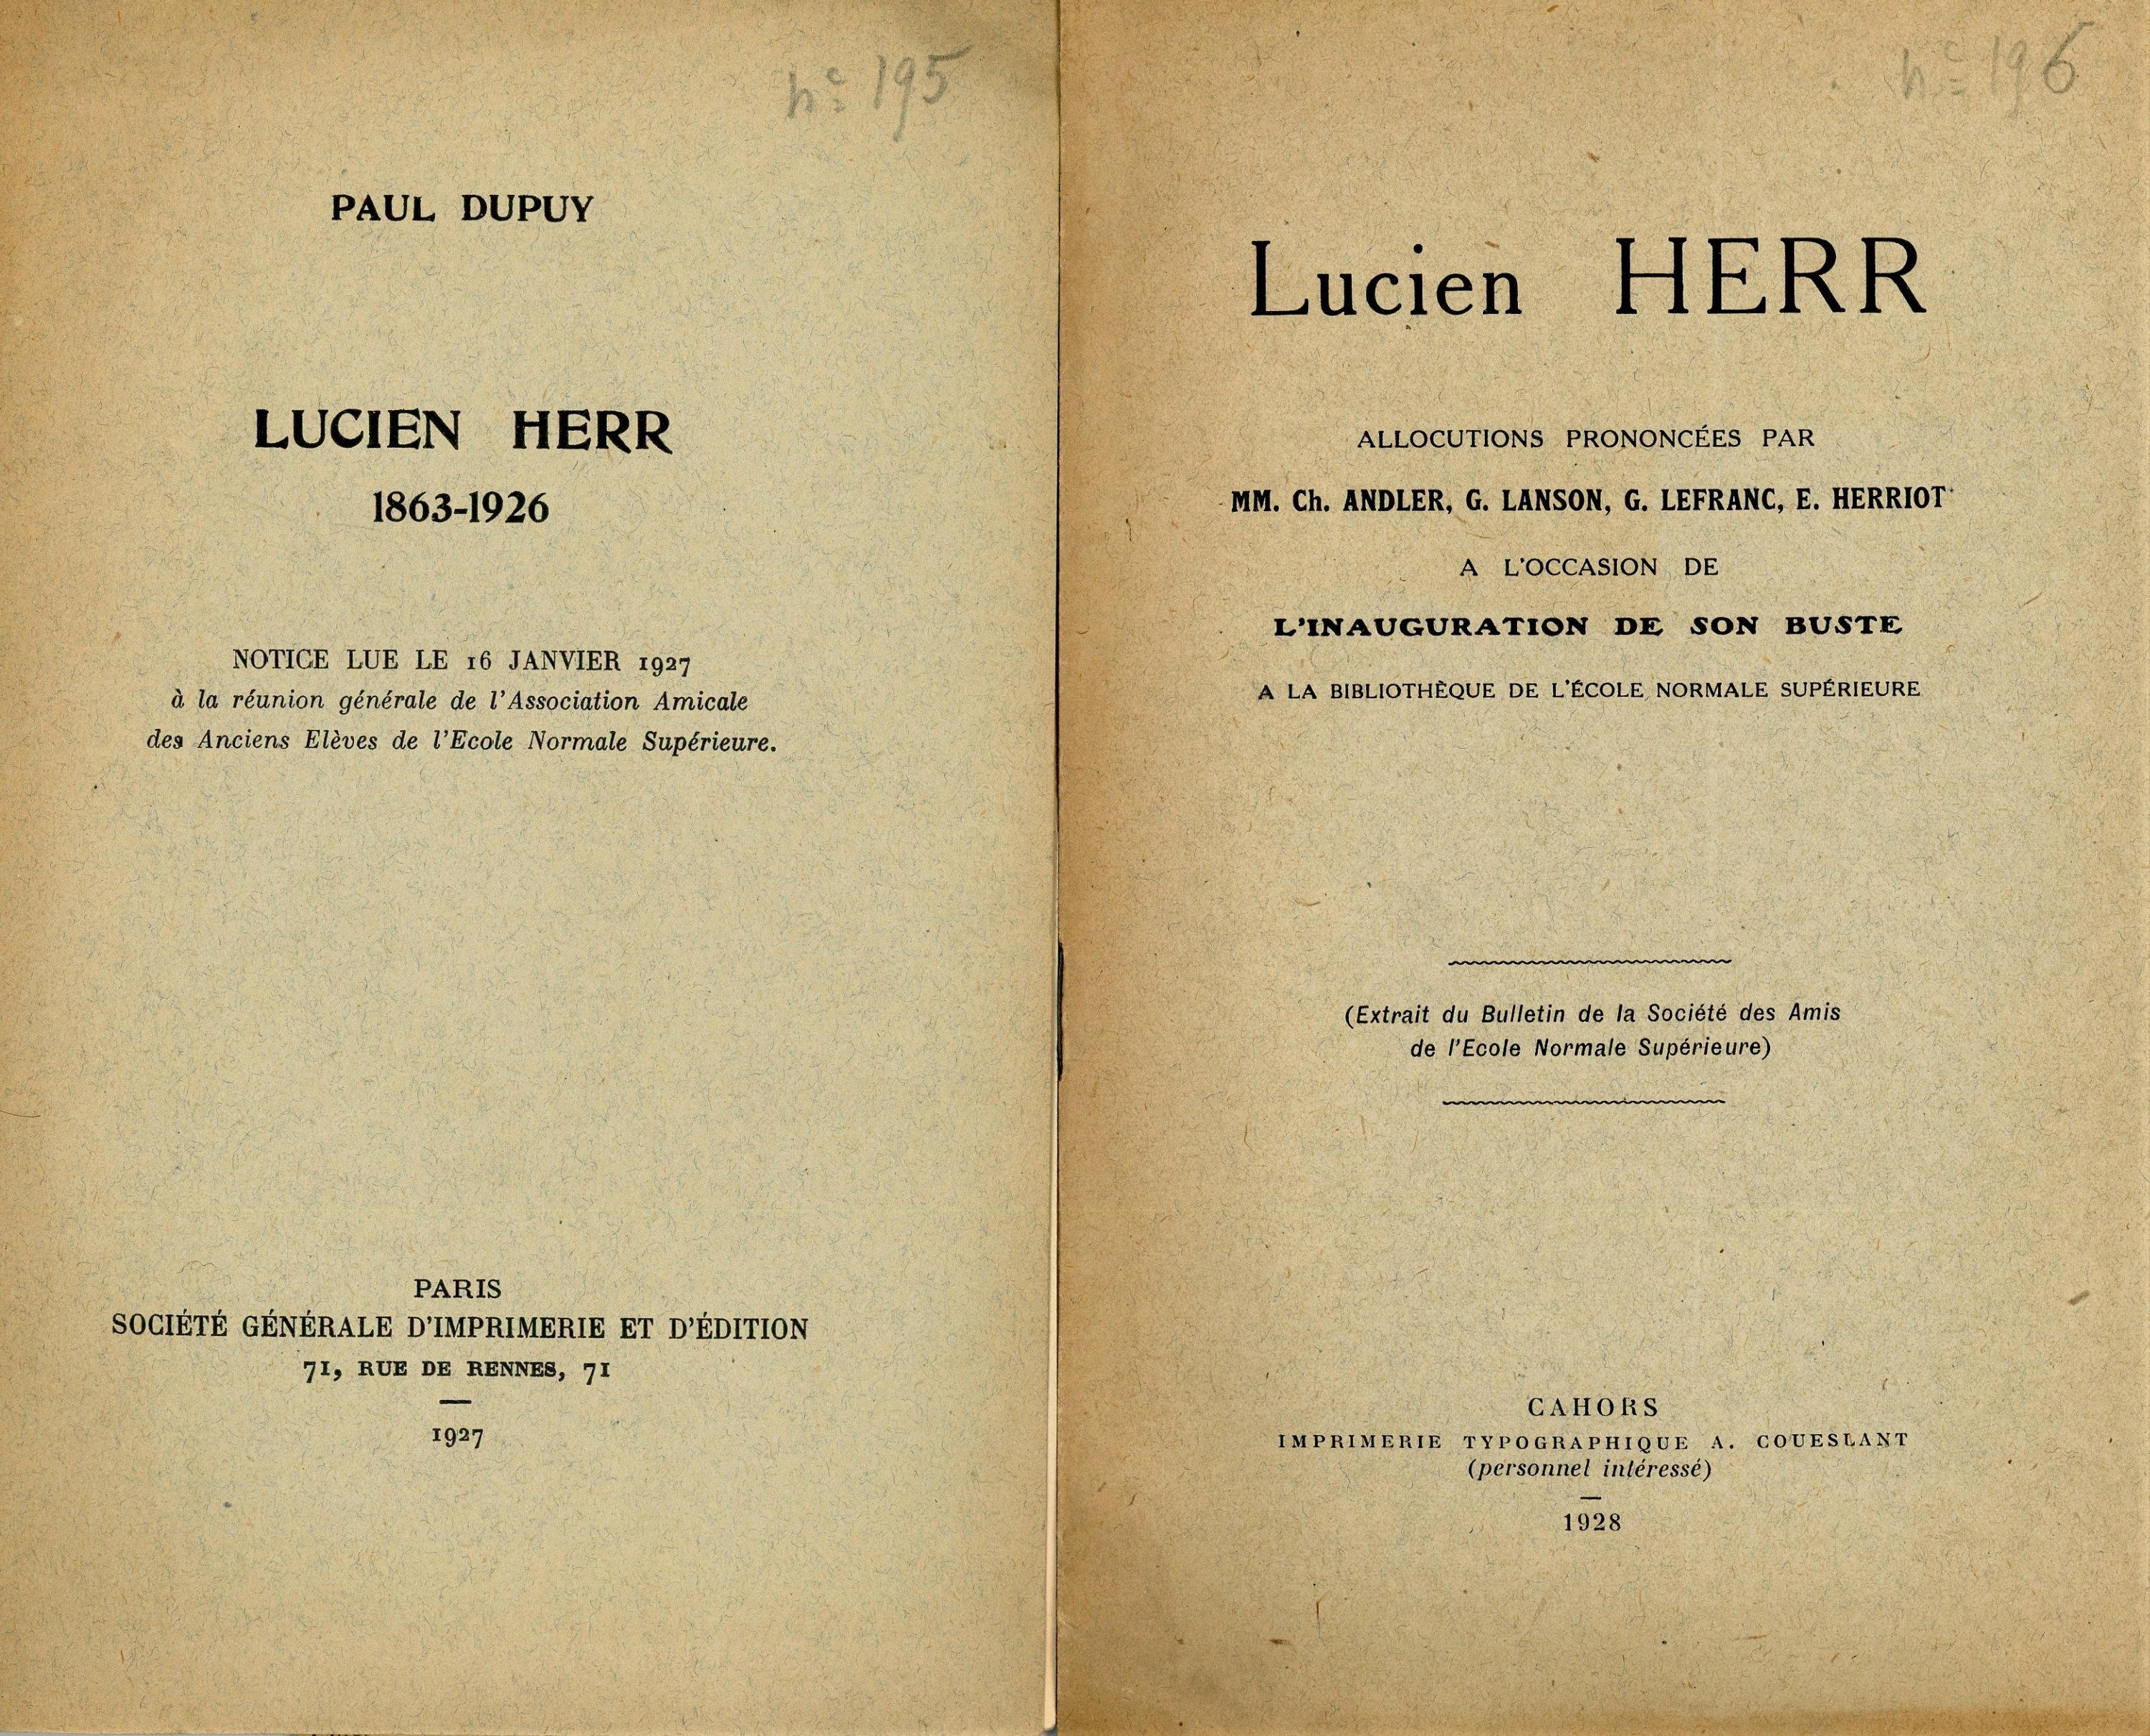 n° 195
PAUL DUPUY
LUCIEN HERR
1863-1926
NOTICE LUE LE 16 JANVIER 1927
à la réunion générale de l'Association Amicale
des Anciens Elèves de l'Ecole Normale Supérieure.
PARIS
SOCIÉTÉ GÉNÉRALE D'IMPRIMERIE ET D'ÉDITION
71, RUE DE RENNES, 71
1927
n° 196
Lucien HERR
ALLOCUTIONS PRONONCÉES PAR
MM. Ch. ANDLER, G. LANSON, G. LEFRANC, E. HERRIOT
A L'OCCASION DE
L'INAUGURATION DE SON BUSTE
A LA BIBLIOTHÈQUE DE L'ÉCOLE NORMALE SUPÉRIEURE
(Extrait du Bulletin de la Société des Amis
de l'Ecole Normale Supérieure)
CAHORS
IMPRIMERIE TYPOGRAPHIQUE A. COUESLANT
(personnel intéressé)
1928